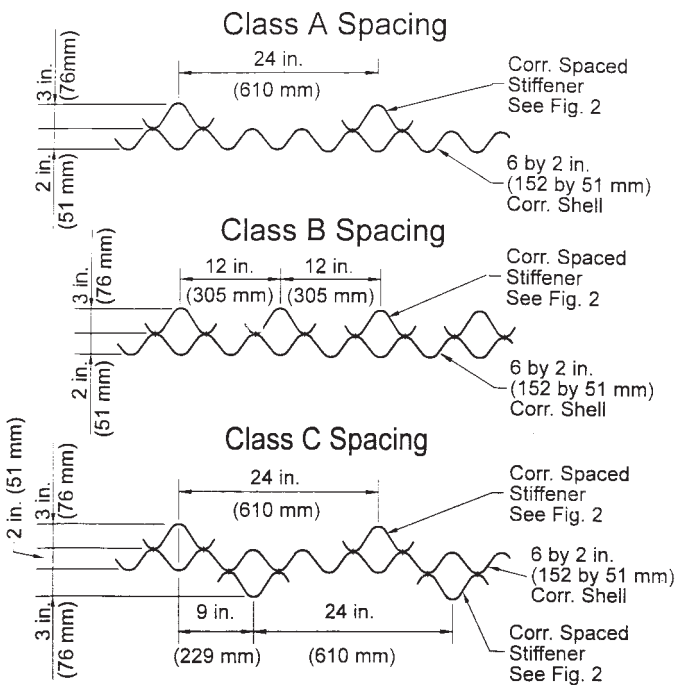 Class A Spacing
3 in.
(76mm)
24 in.
(610 mm)
Corr. Spaced
Stiffener
See Fig. 2
2 in.
(51 mm)
6 by 2 in.
(152 by 51 mm)
Corr. Shell
Class B Spacing
3 in.
(76 mm)
12 in.
(305 mm)
12 in.
(305 mm)
Corr. Spaced
Stiffener
See Fig. 2
2 in.
(51 mm)
6 by 2 in.
(152 by 51 mm)
Corr. Shell
Class C Spacing
2 in. (51 mm)
3 in.
(76 mm)
24 in.
(610 mm)
Corr. Spaced
Stiffener
See Fig. 2
6 by 2 in.
(152 by 51 mm)
Corr. Shell
3 in.
(76 mm)
9 in.
(229 mm)
24 in.
(610 mm)
Corr. Spaced
Stiffener
See Fig. 2